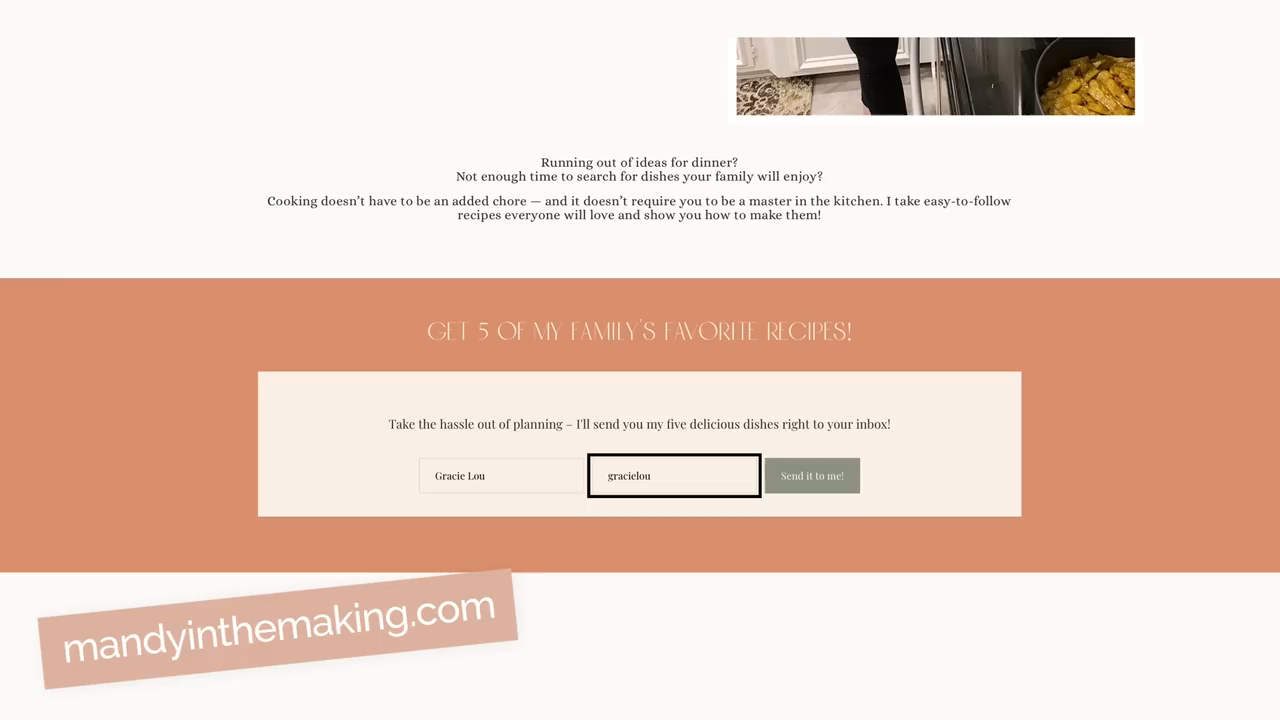 Running out of ideas for dinner?
Not enough time to search for dishes your family will enjoy?
Cooking doesn't have to be an added chore — and it doesn't require you to be a master in the kitchen. I take easy-to-follow
recipes everyone will love and show you how to make them!
GET 5 OF MY FAMILY'S FAVORITE RECIPES!
Take the hassle out of planning – I'll send you my five delicious dishes right to your inbox!
Gracie Lou gracielou Send it to me!
mandyinthemaking.com